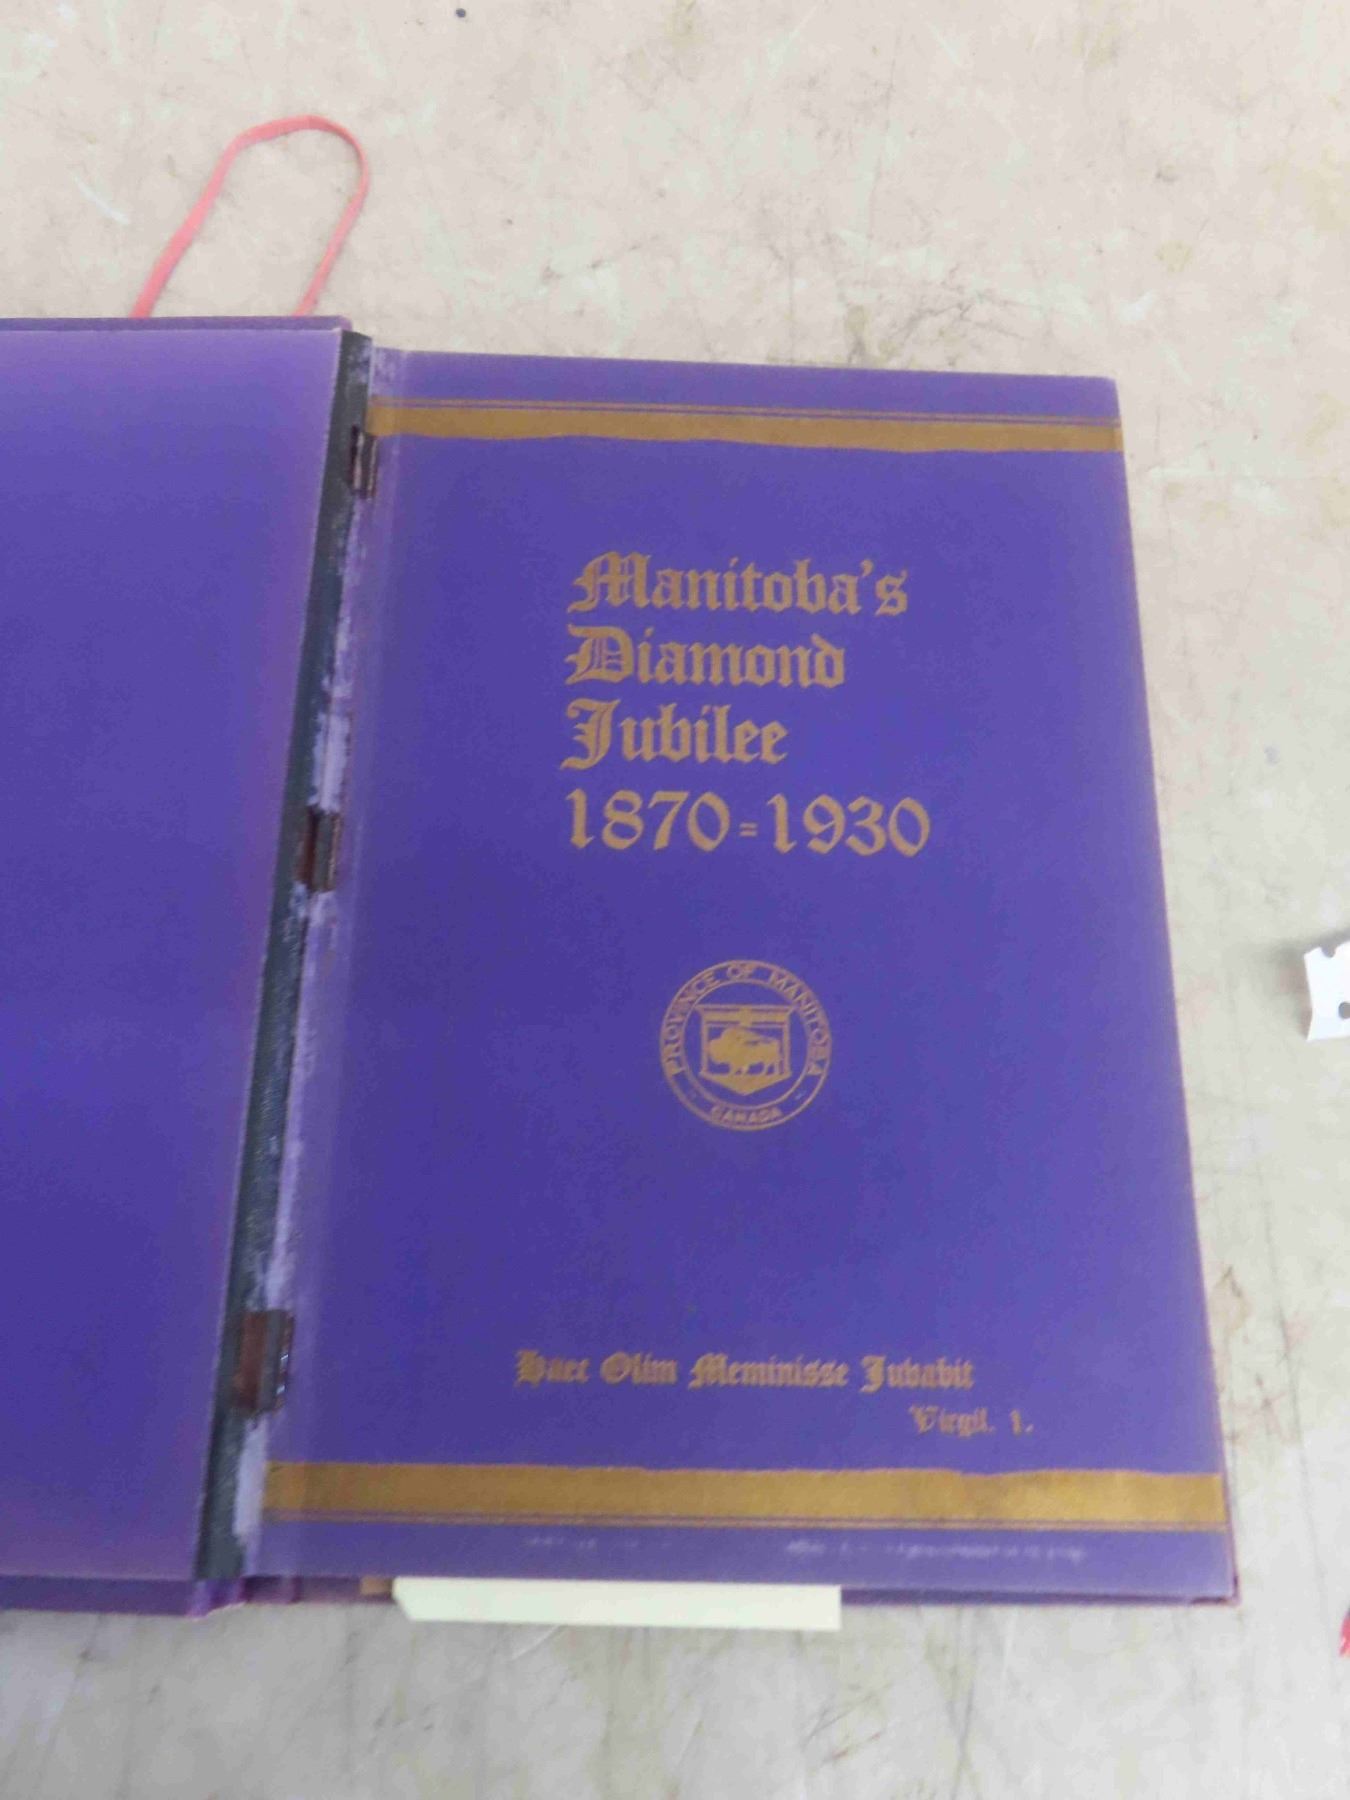 Manitoba's
Diamond
Jubilee
1870=1930
PROVINCE OF MANITOBA
CANADA
Haec Olim Meminisse Juvabit
Virgil. 1.